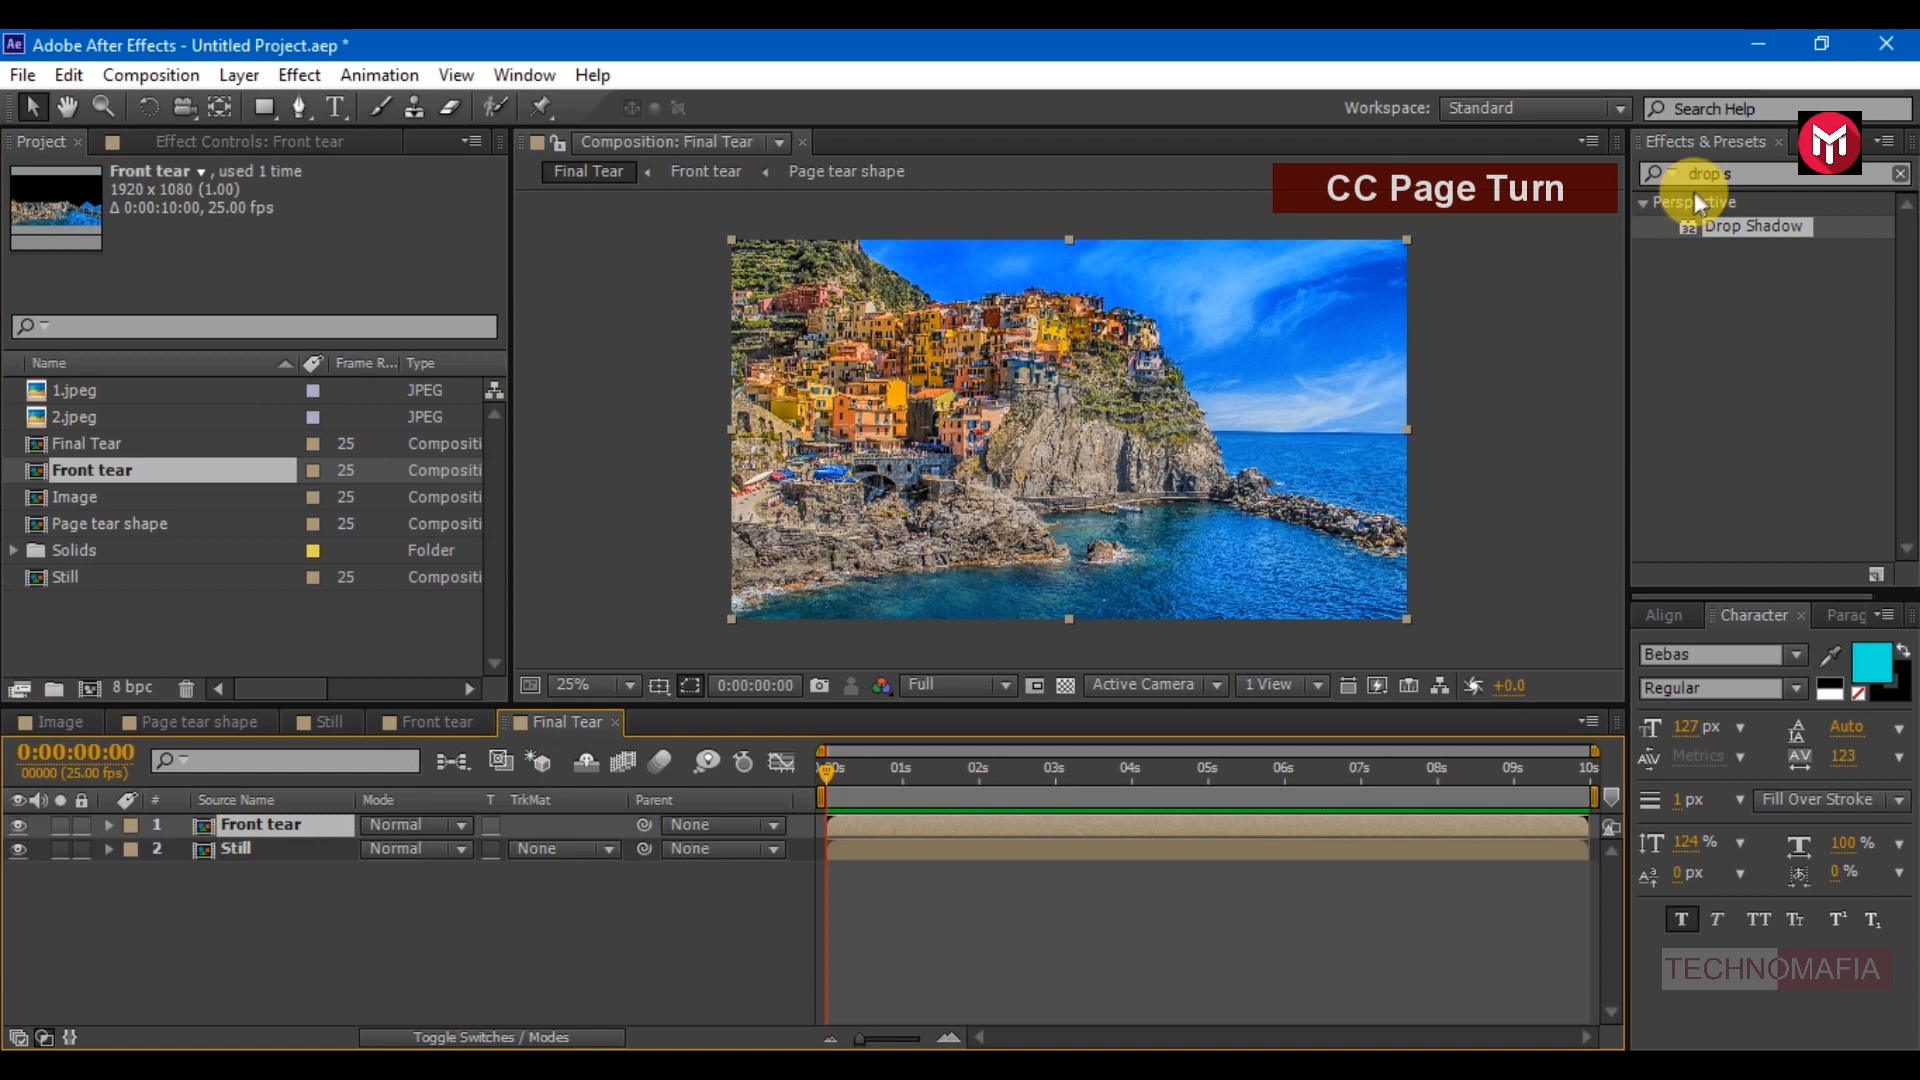 Adobe After Effects - Untitled Project.aep *
File Edit Composition Layer Effect Animation View Window Help
Workspace: Standard Search Help
Project Effect Controls: Front tear Composition: Final Tear Effects & Presets
Front tear , used 1 time
1920 x 1080 (1.00)
Δ 0:00:10:00, 25.00 fps
Final Tear Front tear Page tear shape
CC Page Turn
drop s
Perspective
32 Drop Shadow
Name Frame R... Type
1.jpeg JPEG
2.jpeg JPEG
Final Tear 25 Compositi
Front tear 25 Compositi
Image 25 Compositi
Page tear shape 25 Compositi
Solids Folder
Still 25 Compositi
8 bpc
25% 0:00:00:00 Full Active Camera 1 View +0.0
Align Character Parag
Bebas
Regular
127 px Auto
Metrics 123
1 px Fill Over Stroke
124 % 100 %
0 px 0 %
T T TT TT T¹ T₁
TECHNOMAFIA
Image Page tear shape Still Front tear Final Tear
0:00:00:00
00000 (25.00 fps)
01s 02s 03s 04s 05s 06s 07s 08s 09s 10s
# Source Name Mode T TrkMat Parent
1 Front tear Normal None
2 Still Normal None None
Toggle Switches / Modes